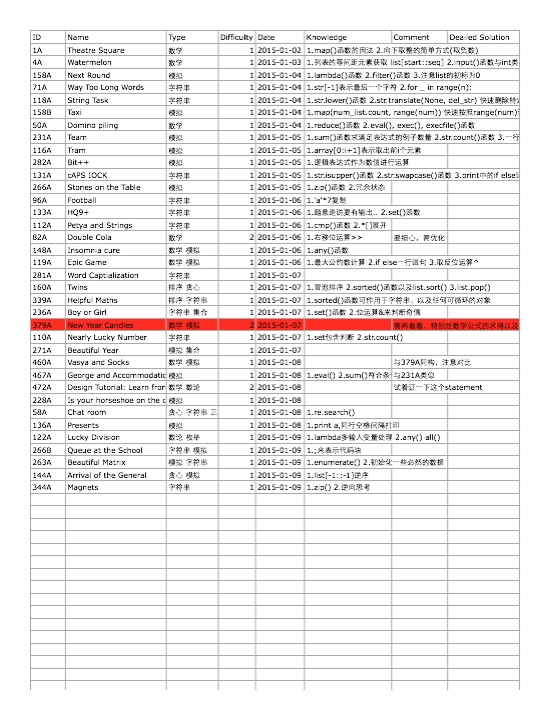 ID Name Type Difficulty Date Knowledge Comment Deailed Solution
1A Theatre Square 数学 1 2015-01-02 1.map()函数的用法 2.向下取整的简单方式(取负数)
4A Watermelon 数学 1 2015-01-03 1.列表的等间距元素获取 list[start::seq] 2.input()函数与int类
158A Next Round 模拟 1 2015-01-04 1.lambda()函数 2.filter()函数 3.注意list的初标为0
71A Way Too Long Words 字符串 1 2015-01-04 1.str[-1]表示最后一个字符 2.for _ in range(n):
118A String Task 字符串 1 2015-01-04 1.str.lower()函数 2.str.translate(None, del_str) 快速删除特
158B Taxi 模拟 1 2015-01-04 1.map(num_list.count, range(num)) 快速按照range(num)
50A Domino piling 数学 1 2015-01-04 1.reduce()函数 2.eval(), exec(), execfile()函数
231A Team 模拟 1 2015-01-05 1.sum()函数求满足表达式的例子数量 2.str.count()函数 3.一行
116A Tram 模拟 1 2015-01-05 1.array[0:i+1]表示取出前i个元素
282A Bit++ 模拟 1 2015-01-05 1.逻辑表达式作为数值进行运算
131A cAPS lOCK 字符串 1 2015-01-05 1.str.isupper()函数 2.str.swapcase()函数 3.print中的if else语
266A Stones on the Table 模拟 1 2015-01-06 1.zip()函数 2.冗余状态
96A Football 字符串 1 2015-01-06 1.'a'*7复制
133A HQ9+ 字符串 1 2015-01-06 1.题意是说要有输出.. 2.set()函数
112A Petya and Strings 字符串 1 2015-01-06 1.cmp()函数 2.*[]展开
82A Double Cola 数学 2 2015-01-06 1.右移位运算>> 要细心，需优化
148A Insomnia cure 数学 模拟 1 2015-01-06 1.any()函数
119A Epic Game 数学 模拟 1 2015-01-06 1.最大公约数计算 2.if else一行语句 3.取反位运算^
281A Word Captialization 字符串 1 2015-01-07
160A Twins 排序 贪心 1 2015-01-07 1.冒泡排序 2.sorted()函数以及list.sort() 3.list.pop()
339A Helpful Maths 排序 字符串 1 2015-01-07 1.sorted()函数可作用于字符串，以及任何可循环的对象
236A Boy or Girl 字符串 集合 1 2015-01-07 1.set()函数 2.位运算&来判断奇偶
379A New Year Candies 数学 模拟 2 2015-01-07 需再看看，特别是数学公式的求得以及
110A Nearly Lucky Number 字符串 1 2015-01-07 1.set包含判断 2.str.count()
271A Beautiful Year 模拟 集合 1 2015-01-07
460A Vasya and Socks 数学 模拟 1 2015-01-08 与379A同构，注意对比
467A George and Accommodatic 模拟 1 2015-01-08 1.eval() 2.sum()符合条 与231A类似
472A Design Tutorial: Learn fron 数学 数论 2 2015-01-08 试着证一下这个statement
228A Is your horseshoe on the c 模拟 1 2015-01-08
58A Chat room 贪心 字符串 正 1 2015-01-08 1.re.search()
136A Presents 模拟 1 2015-01-08 1.print a,同行空格间隔打印
122A Lucky Division 数论 枚举 1 2015-01-09 1.lambda多输入变量处理 2.any() all()
266B Queue at the School 字符串 模拟 1 2015-01-09 1.;来表示代码块
263A Beautiful Matrix 模拟 字符串 1 2015-01-09 1.enumerate() 2.初始化一些必然的数据
144A Arrival of the General 贪心 模拟 1 2015-01-09 1.list[-1::-1]逆序
344A Magnets 字符串 1 2015-01-09 1.zip() 2.逆向思考